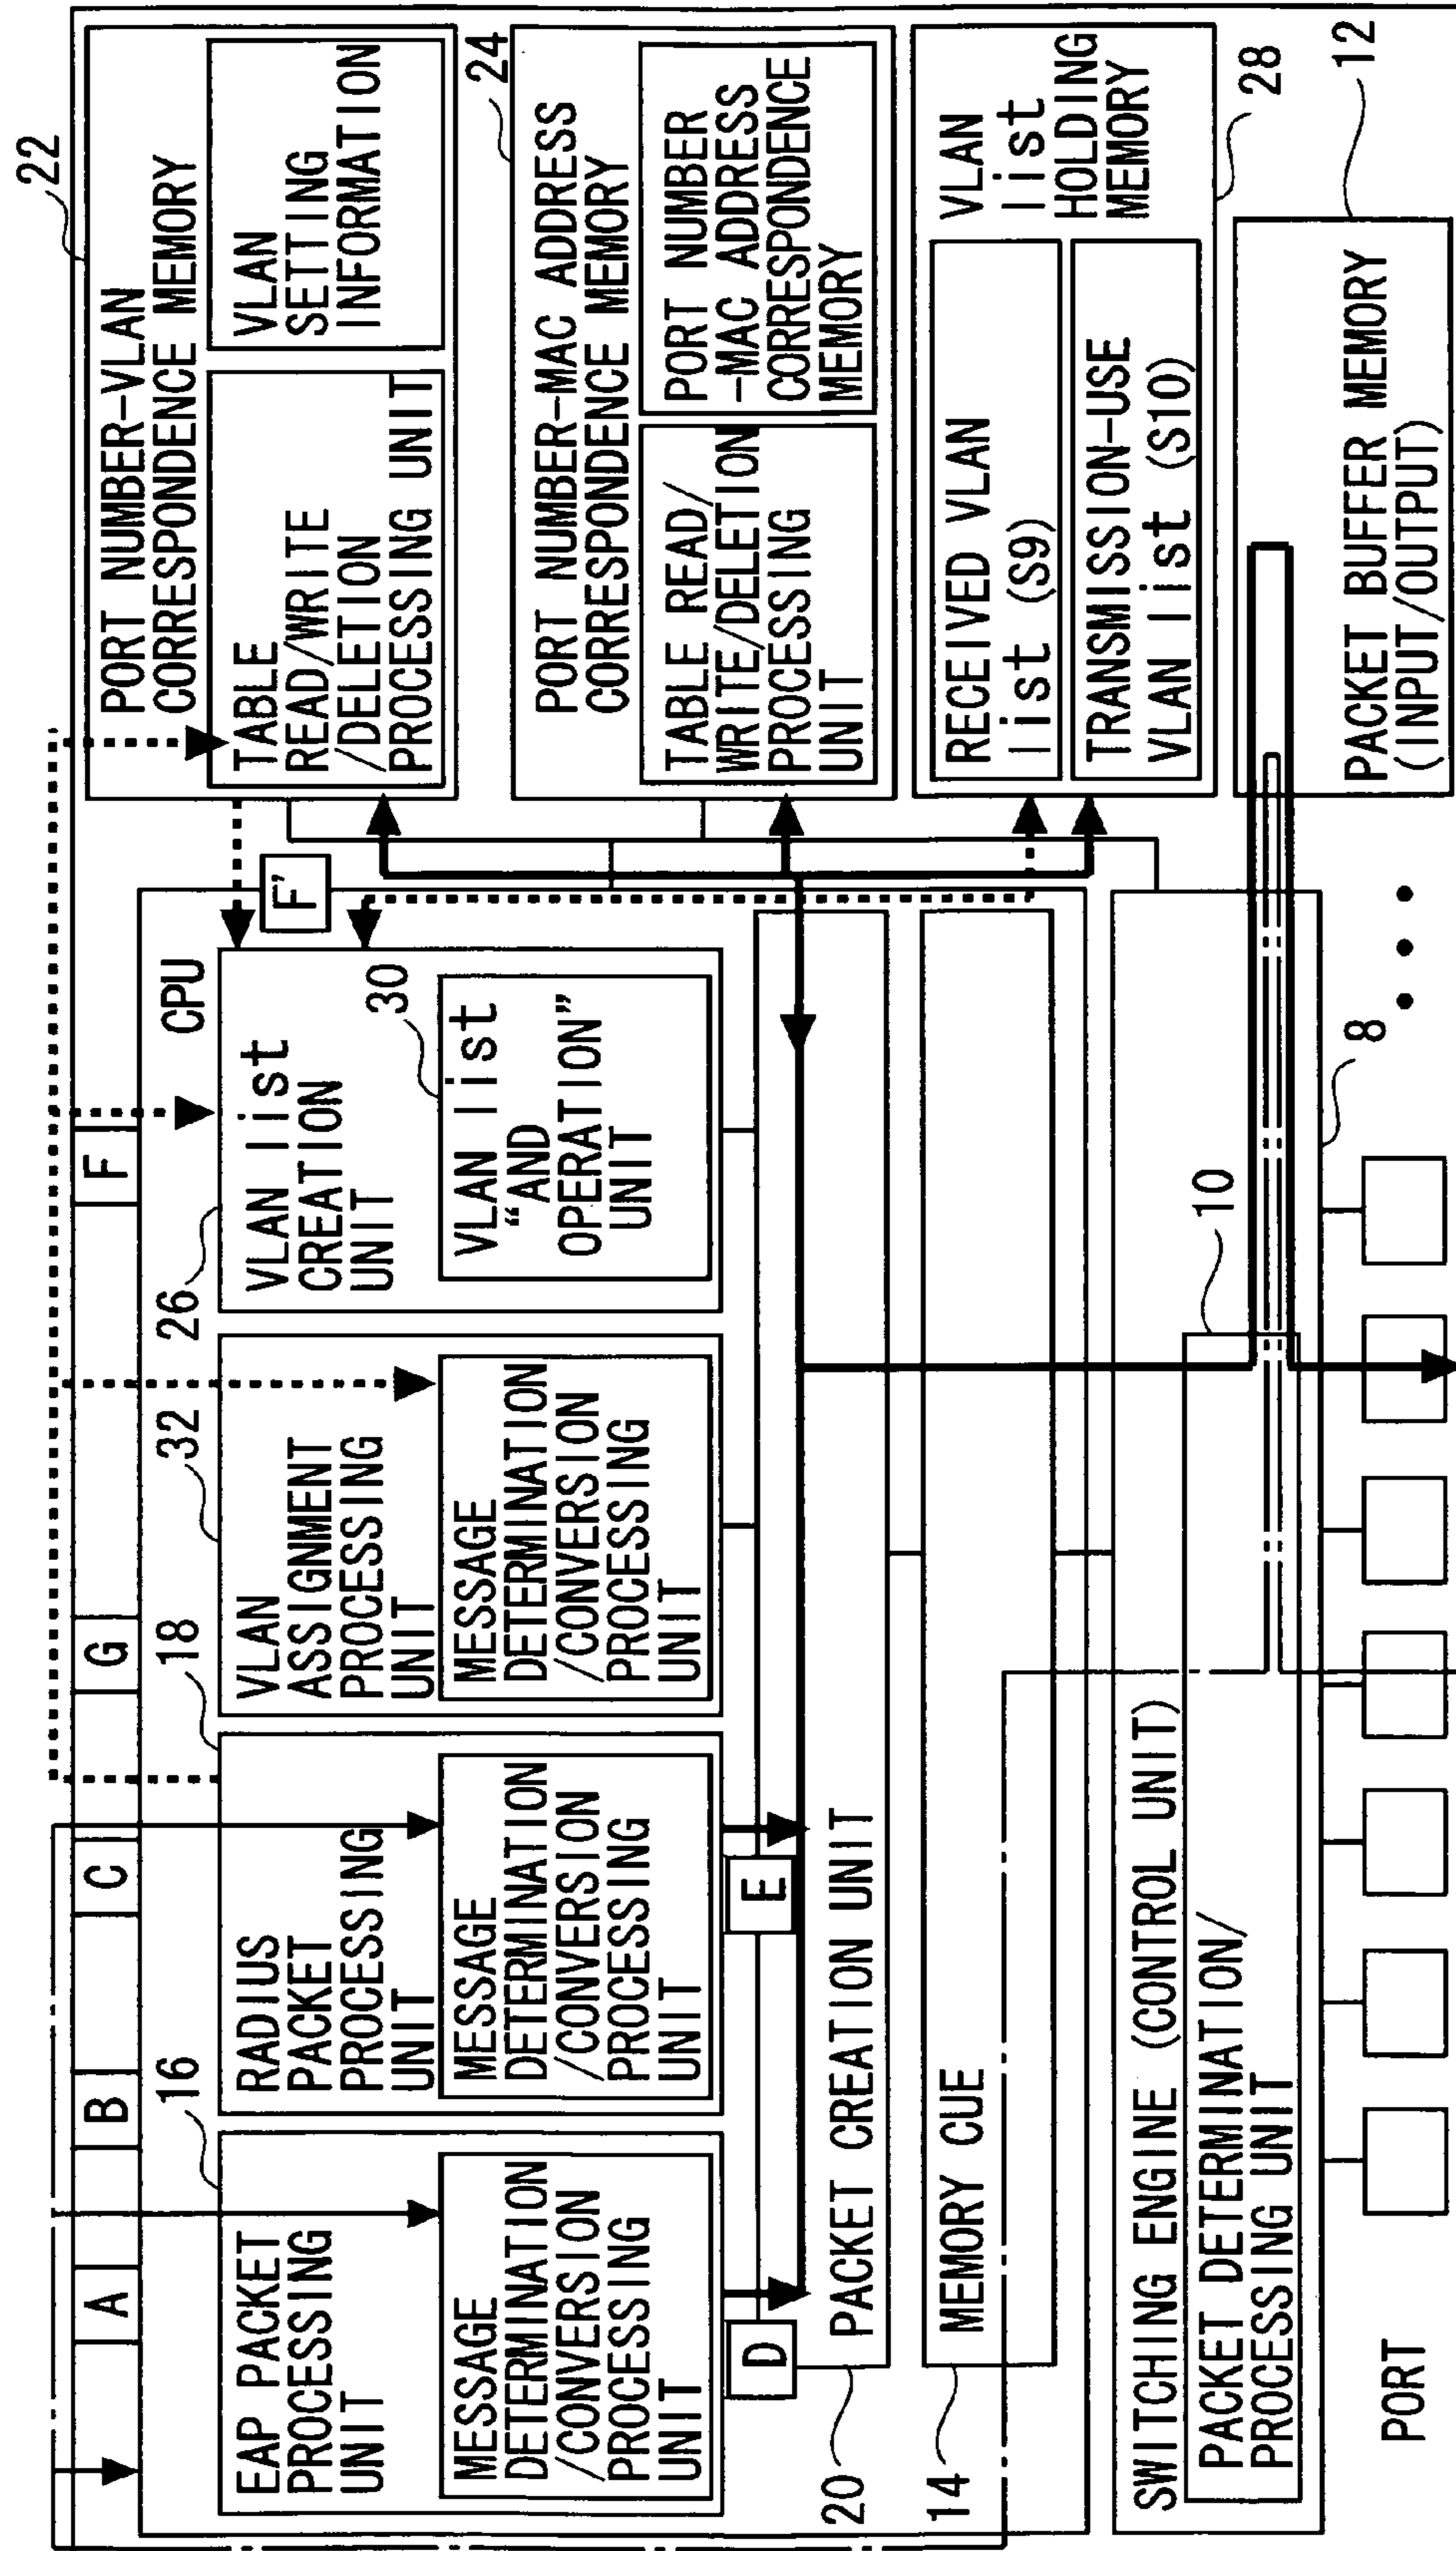 A
B
C
G
F
CPU
16
EAP PACKET
PROCESSING
UNIT
MESSAGE
DETERMINATION
/CONVERSION
PROCESSING
UNIT
18
RADIUS
PACKET
PROCESSING
UNIT
MESSAGE
DETERMINATION
/CONVERSION
PROCESSING
UNIT
32
VLAN
ASSIGNMENT
PROCESSING
UNIT
MESSAGE
DETERMINATION
/CONVERSION
PROCESSING
UNIT
26
VLAN list
CREATION
UNIT
30
VLAN list
“AND
OPERATION”
UNIT
F'
D
E
20
PACKET CREATION UNIT
14
MEMORY CUE
SWITCHING ENGINE (CONTROL UNIT)
PACKET DETERMINATION/
PROCESSING UNIT
10
8
PORT
22
PORT NUMBER-VLAN
CORRESPONDENCE MEMORY
TABLE
READ/WRITE
/DELETION
PROCESSING UNIT
VLAN
SETTING
INFORMATION
24
PORT NUMBER-MAC ADDRESS
CORRESPONDENCE MEMORY
TABLE READ/
WRITE/DELETION
PROCESSING
UNIT
PORT NUMBER
-MAC ADDRESS
CORRESPONDENCE
MEMORY
RECEIVED VLAN
list (S9)
TRANSMISSION-USE
VLAN list (S10)
VLAN
list
HOLDING
MEMORY
28
PACKET BUFFER MEMORY
(INPUT/OUTPUT)
12